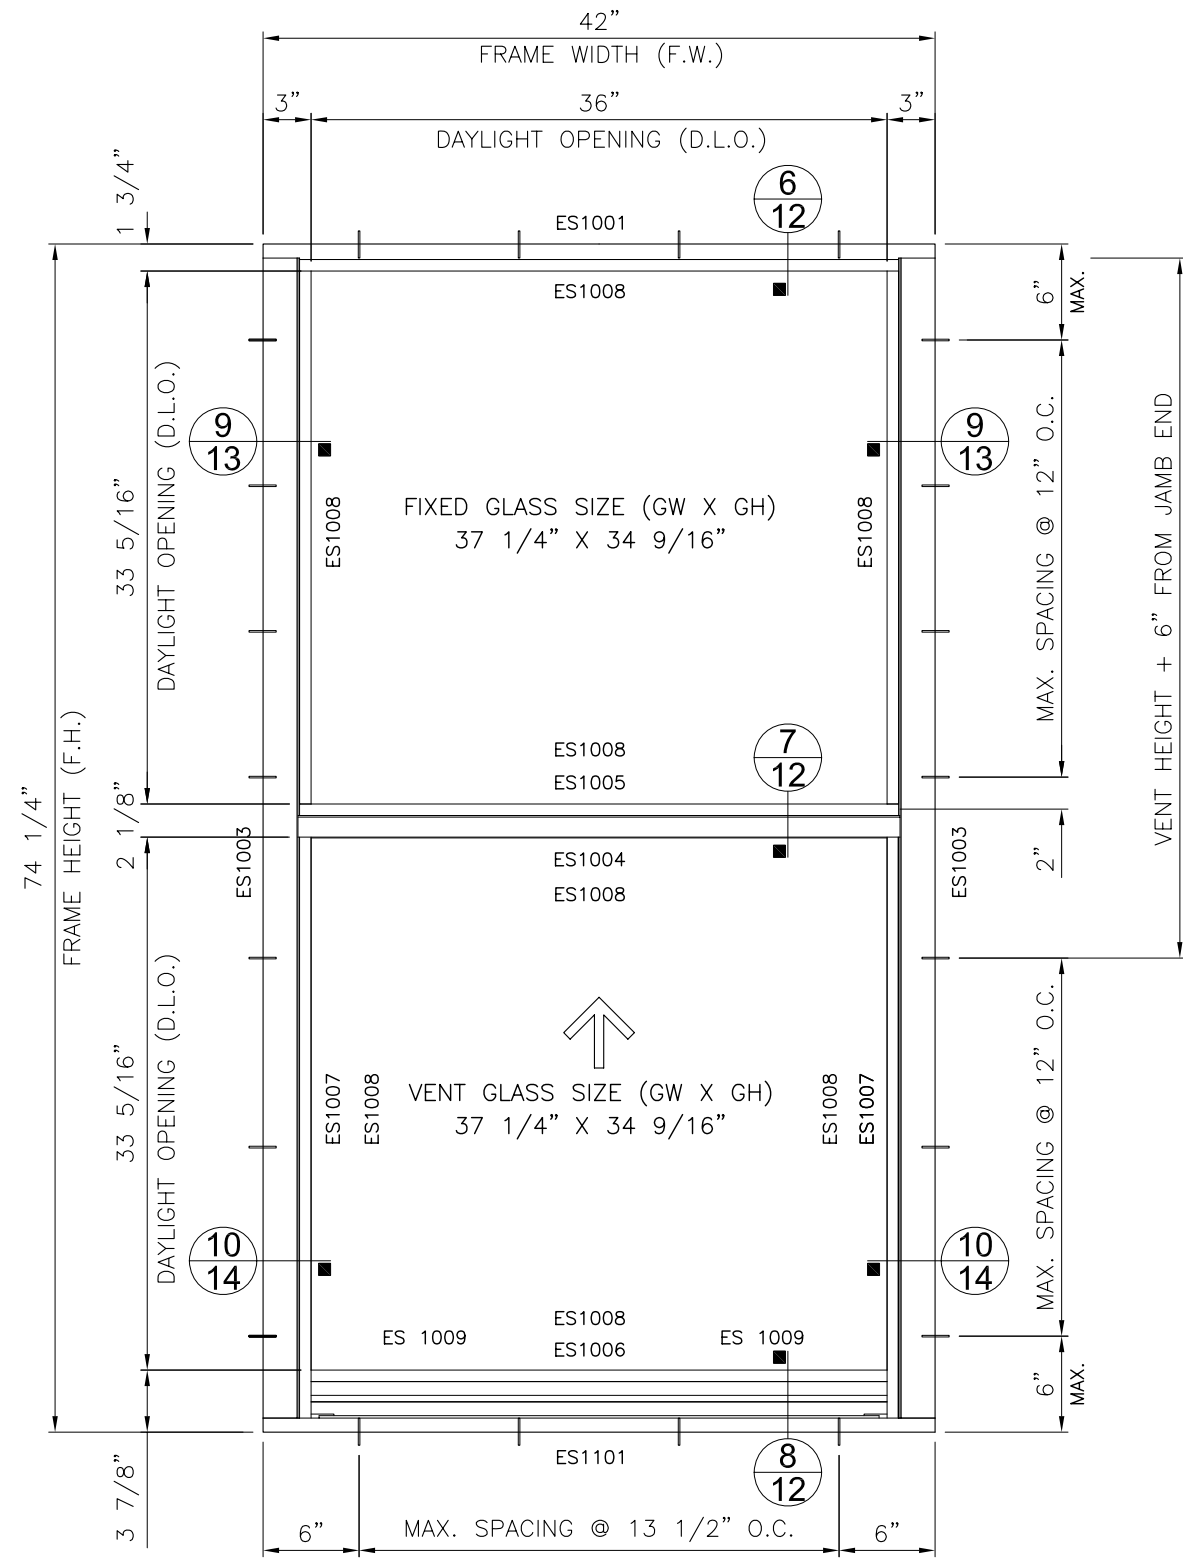 42”
FRAME WIDTH (F.W.)
3”
36”
3”
DAYLIGHT OPENING (D.L.O.)
1 3/4”
6
12
ES1001
ES1008
6”
MAX.
9
13
9
13
DAYLIGHT OPENING (D.L.O.)
33 5/16”
ES1008
FIXED GLASS SIZE (GW X GH)
37 1/4” X 34 9/16”
ES1008
MAX. SPACING @ 12” O.C.
VENT HEIGHT + 6” FROM JAMB END
74 1/4”
FRAME HEIGHT (F.H.)
ES1008
ES1005
7
12
2 1/8”
ES1003
ES1004
ES1008
ES1003
2”
DAYLIGHT OPENING (D.L.O.)
33 5/16”
ES1007
ES1008
VENT GLASS SIZE (GW X GH)
37 1/4” X 34 9/16”
ES1008
ES1007
MAX. SPACING @ 12” O.C.
10
14
10
14
ES1008
ES 1009
ES 1009
ES1006
6”
MAX.
ES1101
8
12
3 7/8”
6”
MAX. SPACING @ 13 1/2” O.C.
6”